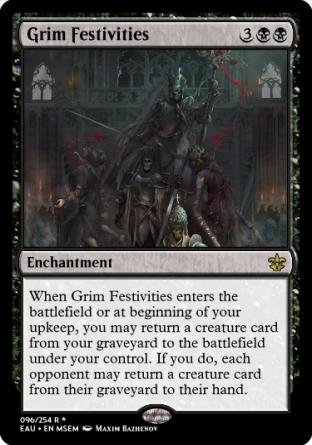 Grim Festivities 3
Enchantment
When Grim Festivities enters the
battlefield or at beginning of your
upkeep, you may return a creature card
from your graveyard to the battlefield
under your control. If you do, each
opponent may return a creature card
from their graveyard to their hand.
096/254 R *
EAU • EN MSEM Maxim Bazhenov